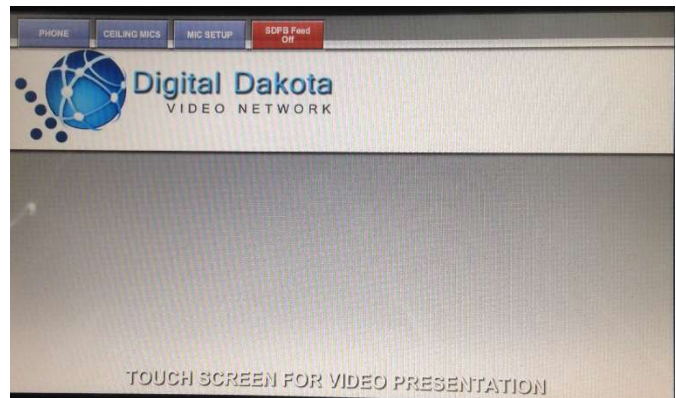 PHONE
CEILING MICS
MIC SETUP
SDPB Feed
Off
Digital Dakota
VIDEO NETWORK
TOUCH SCREEN FOR VIDEO PRESENTATION